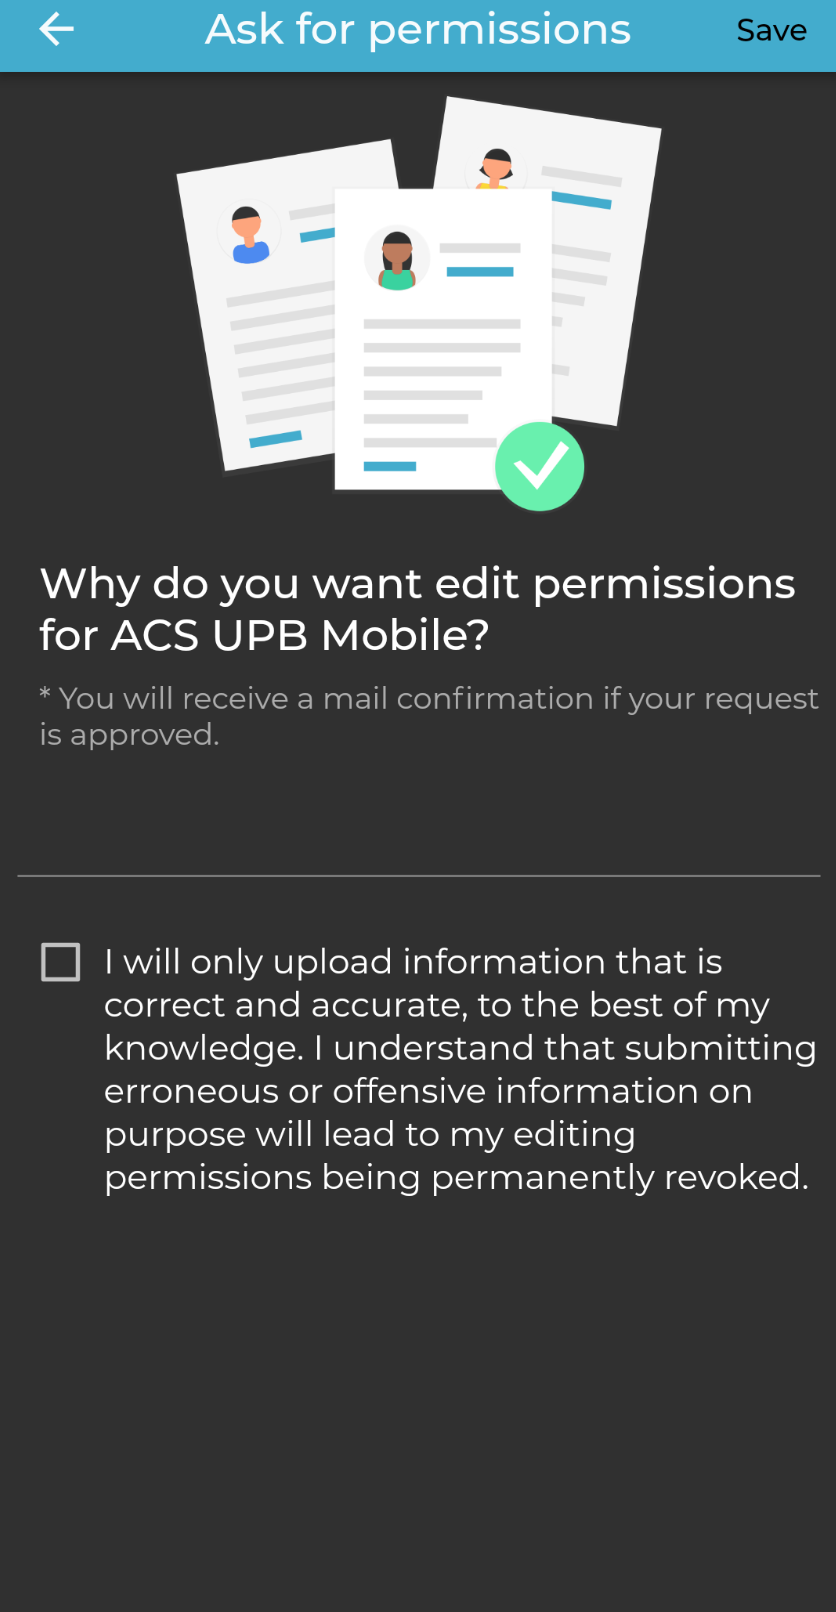 Ask for permissions
Save
Why do you want edit permissions
for ACS UPB Mobile?
* You will receive a mail confirmation if your request
is approved.
I will only upload information that is
correct and accurate, to the best of my
knowledge. I understand that submitting
erroneous or offensive information on
purpose will lead to my editing
permissions being permanently revoked.